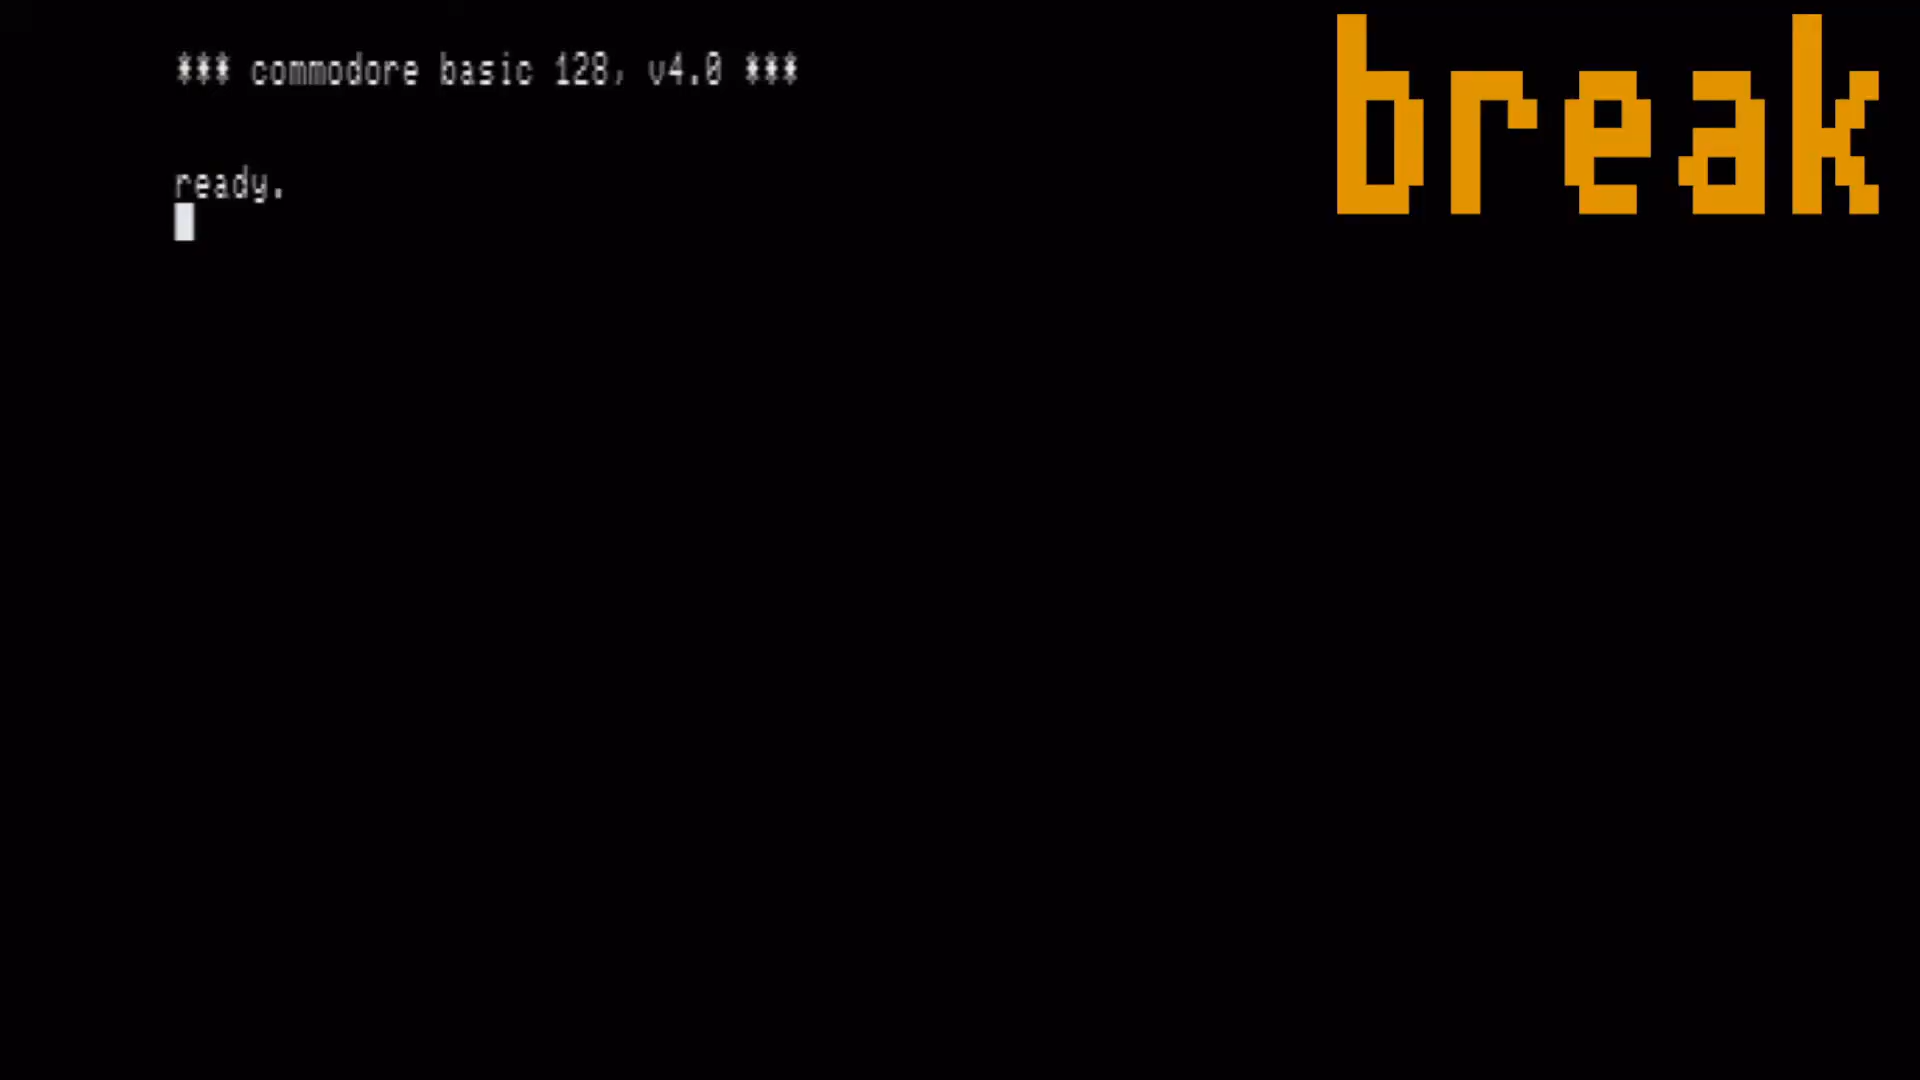 *** commodore basic 128, v4.0 ***
ready.
break